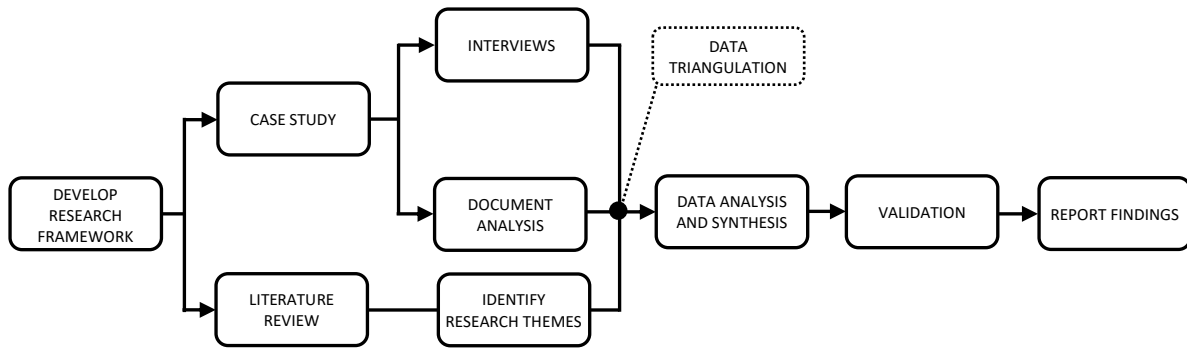 DEVELOP
RESEARCH
FRAMEWORK
CASE STUDY
LITERATURE
REVIEW
INTERVIEWS
DOCUMENT
ANALYSIS
IDENTIFY
RESEARCH THEMES
DATA
TRIANGULATION
DATA ANALYSIS
AND SYNTHESIS
VALIDATION
REPORT FINDINGS